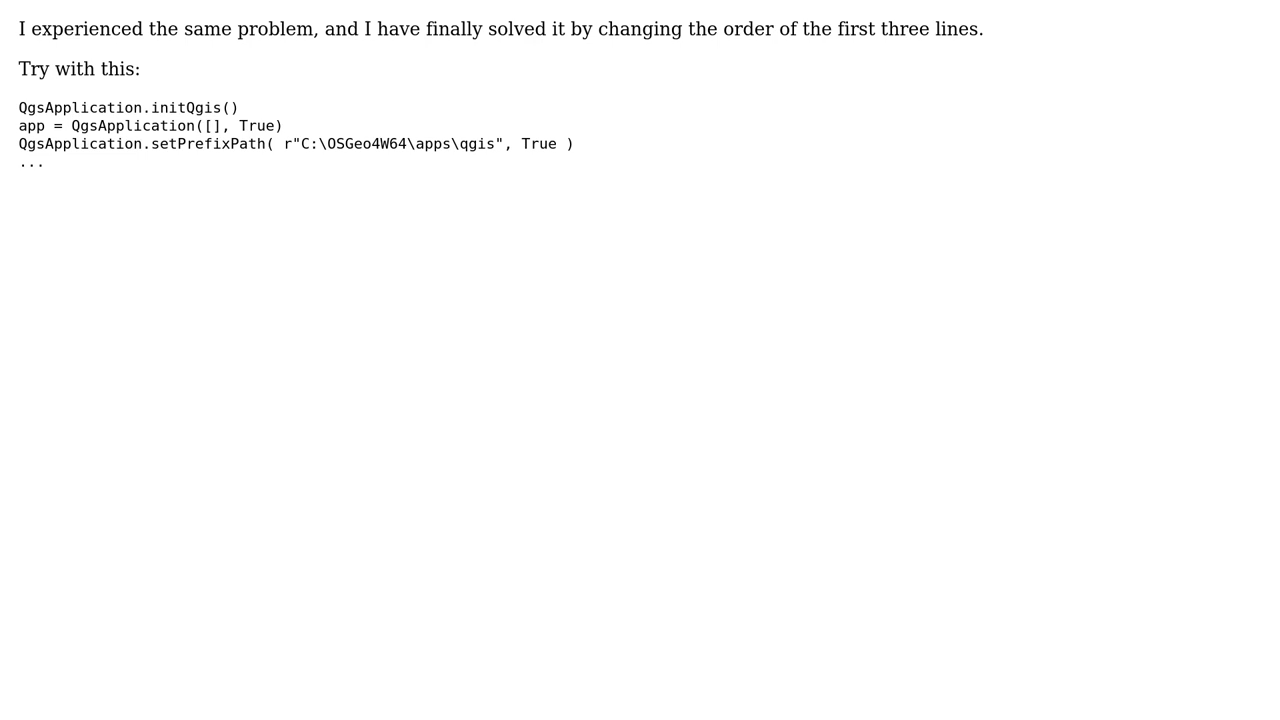 I experienced the same problem, and I have finally solved it by changing the order of the first three lines.
Try with this:
QgsApplication.initQgis()
app = QgsApplication([], True)
QgsApplication.setPrefixPath( r"C:\OSGeo4W64\apps\qgis", True )
...